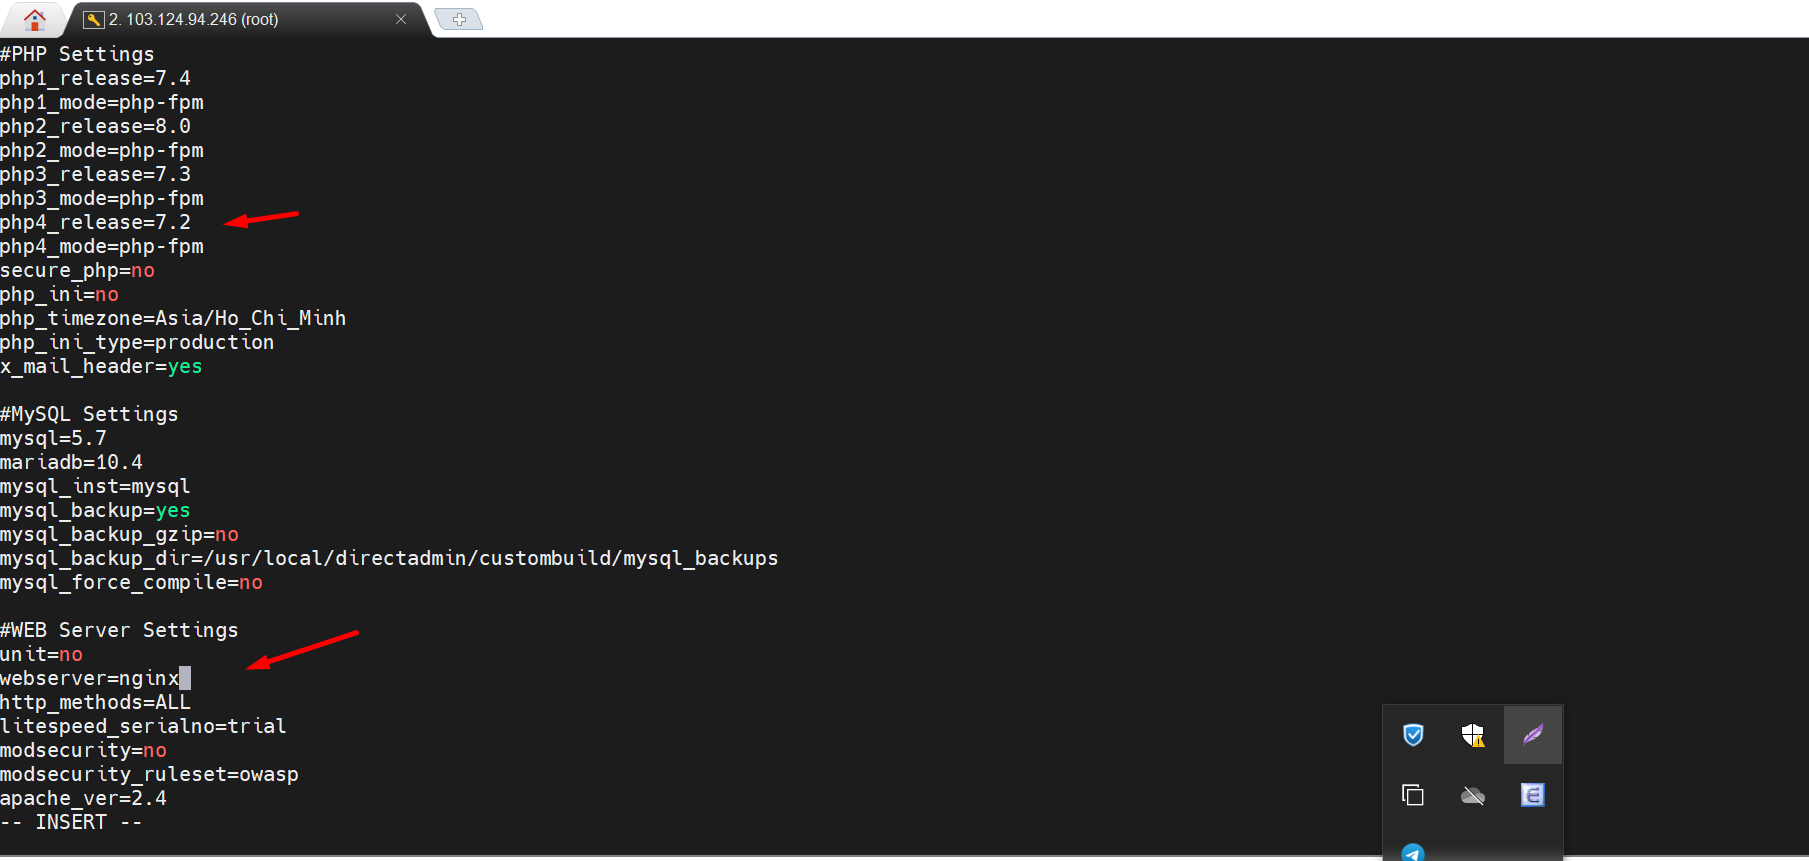 2. 103.124.94.246 (root)
#PHP Settings
php1_release=7.4
php1_mode=php-fpm
php2_release=8.0
php2_mode=php-fpm
php3_release=7.3
php3_mode=php-fpm
php4_release=7.2
php4_mode=php-fpm
secure_php=no
php_ini=no
php_timezone=Asia/Ho_Chi_Minh
php_ini_type=production
x_mail_header=yes
#MySQL Settings
mysql=5.7
mariadb=10.4
mysql_inst=mysql
mysql_backup=yes
mysql_backup_gzip=no
mysql_backup_dir=/usr/local/directadmin/custombuild/mysql_backups
mysql_force_compile=no
#WEB Server Settings
unit=no
webserver=nginx
http_methods=ALL
litespeed_serialno=trial
modsecurity=no
modsecurity_ruleset=owasp
apache_ver=2.4
-- INSERT --